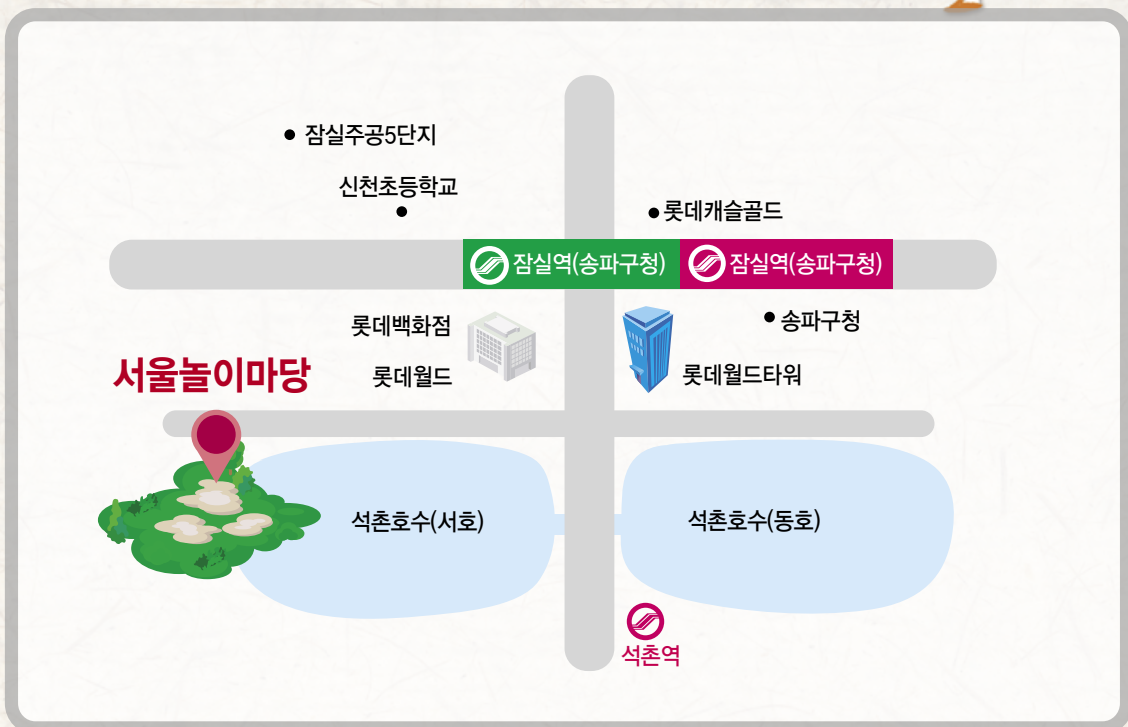 잠실주공5단지
신천초등학교
롯데캐슬골드
잠실역(송파구청)
잠실역(송파구청)
롯데백화점
송파구청
서울놀이마당
롯데월드
롯데월드타워
석촌호수(서호)
석촌호수(동호)
석촌역